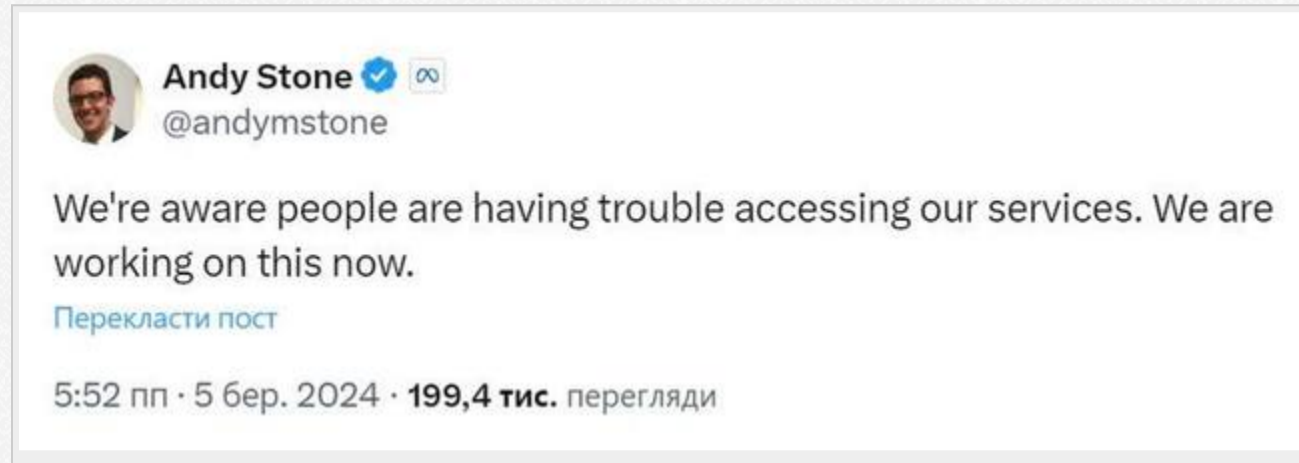 Andy Stone
@andymstone
We're aware people are having trouble accessing our services. We are
working on this now.
Перекласти пост
5:52 пп · 5 бер. 2024 · 199,4 тис. перегляди